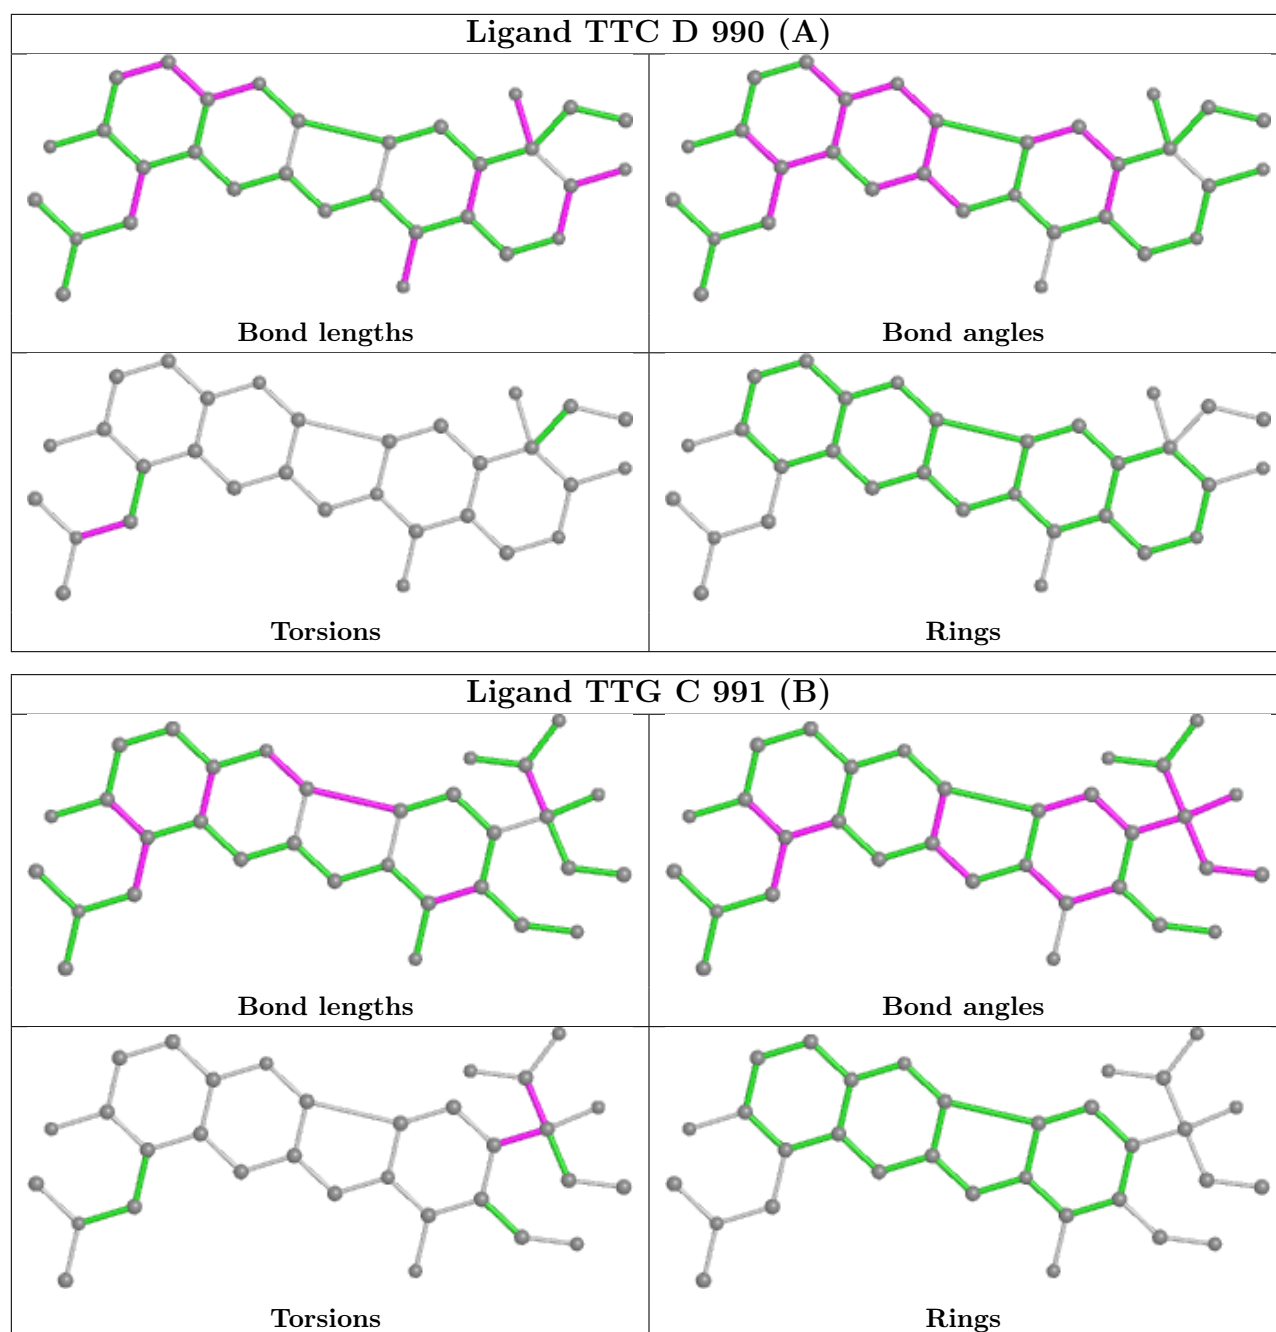 Ligand TTC D 990 (A)
Bond lengths
Bond angles
Torsions
Rings
Ligand TTG C 991 (B)
Bond lengths
Bond angles
Torsions
Rings